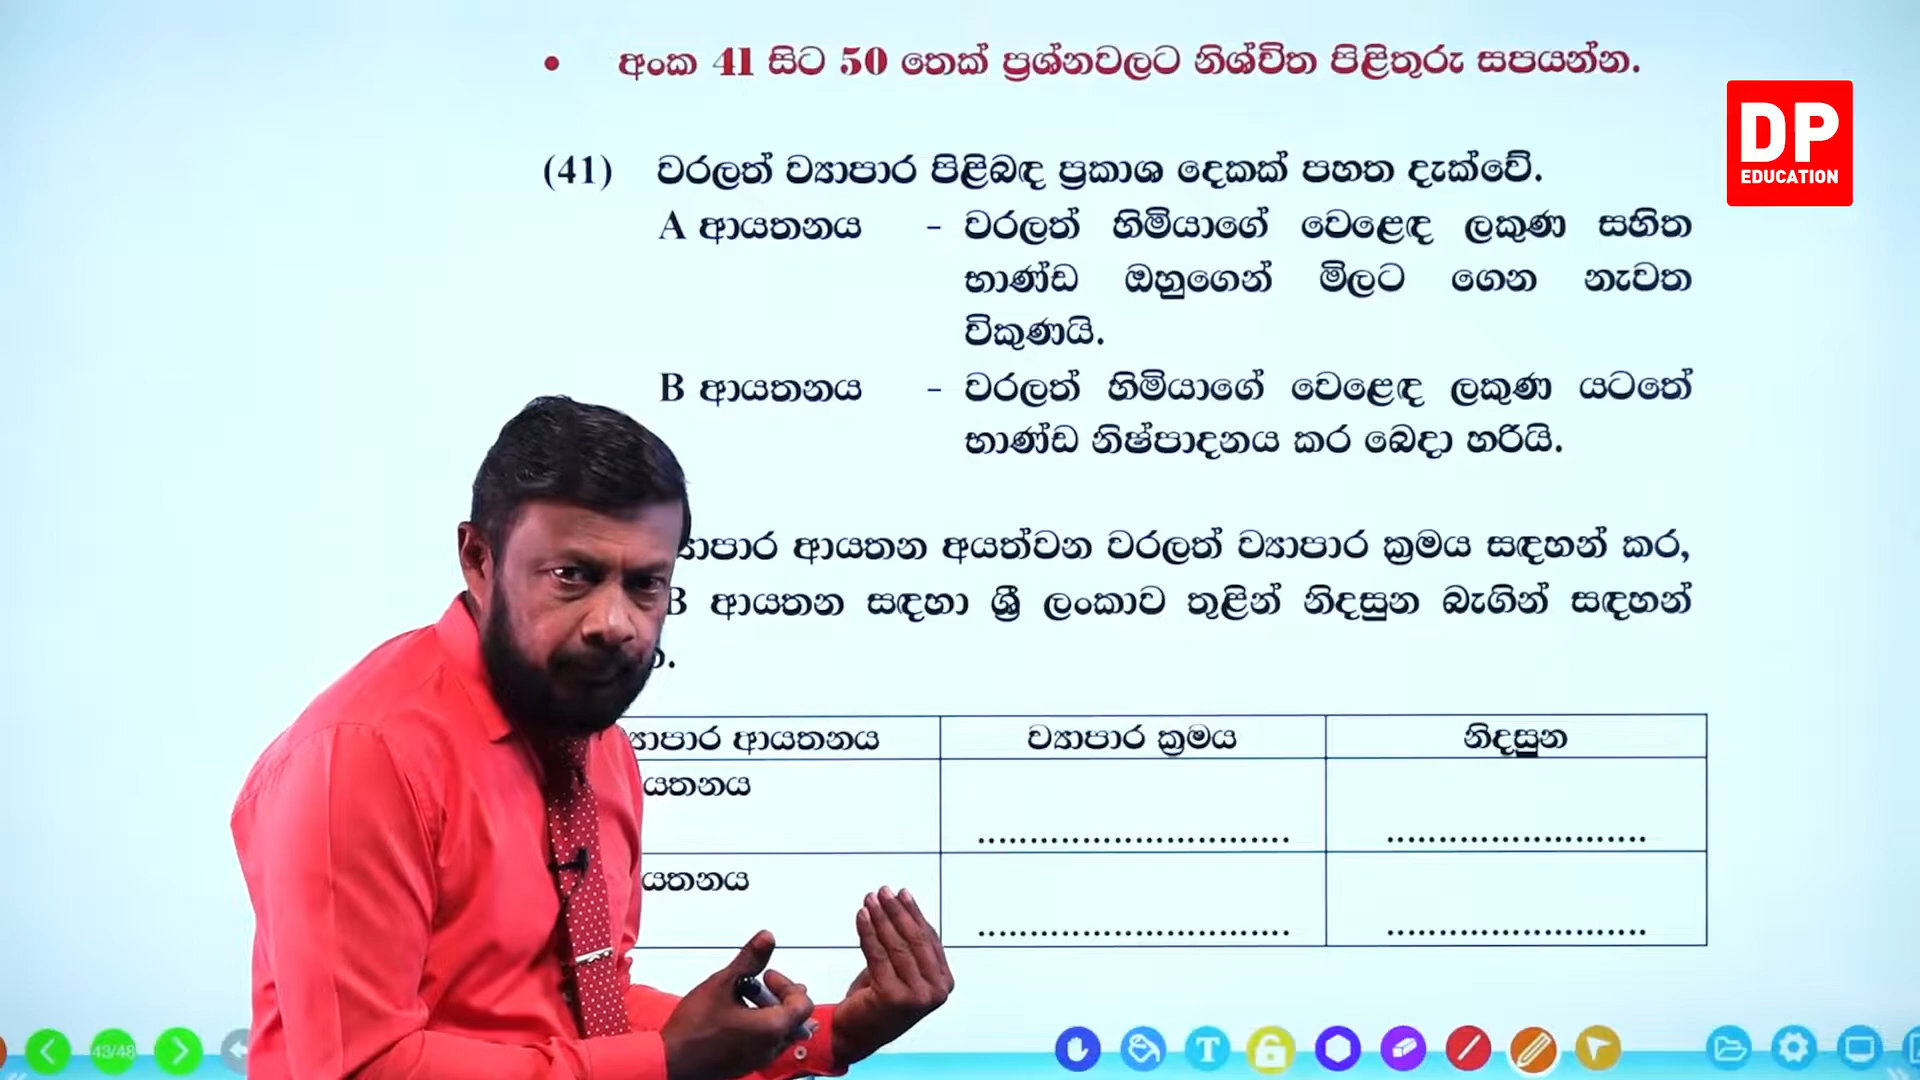 • අංක 41 සිට 50 තෙක් ප්‍රශ්නවලට නිශ්චිත පිළිතුරු සපයන්න.
DP
EDUCATION
(41) වරලත් ව්‍යාපාර පිළිබඳ ප්‍රකාශ දෙකක් පහත දැක්වේ.
A ආයතනය - වරලත් හිමියාගේ වෙළෙඳ ලකුණ සහිත
භාණ්ඩ ඔහුගෙන් මිලට ගෙන නැවත
විකුණයි.
B ආයතනය - වරලත් හිමියාගේ වෙළෙඳ ලකුණ යටතේ
භාණ්ඩ නිෂ්පාදනය කර බෙදා හරියි.
ආයතන අයත්වන වරලත් ව්‍යාපාර ක්‍රමය සඳහන් කර,
B ආයතන සඳහා ශ්‍රී ලංකාව තුළින් නිදසුන බැගින් සඳහන්
ආයතනය ව්‍යාපාර ක්‍රමය නිදසුන
............................ ........................
............................ ........................
43/48